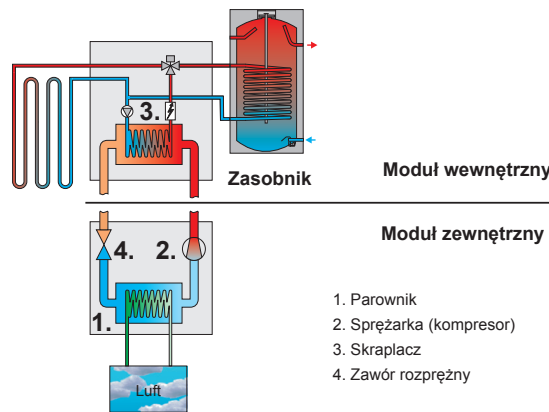 3.
Zasobnik
Moduł wewnętrzny
Moduł zewnętrzny
4.
2.
1.
Luft
1. Parownik
2. Sprężarka (kompresor)
3. Skraplacz
4. Zawór rozprężny